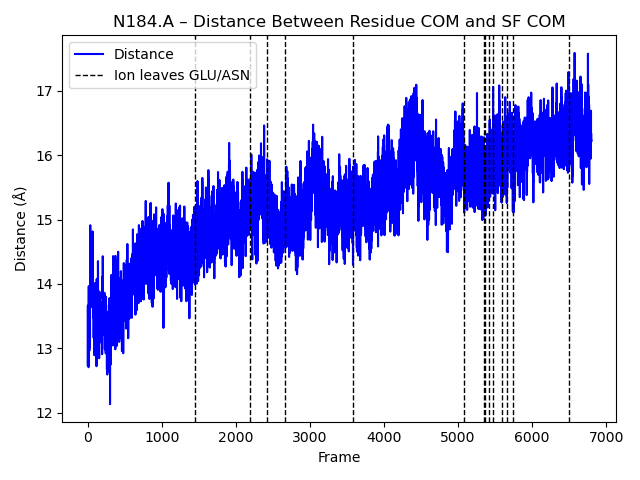 N184.A – Distance Between Residue COM and SF COM
Distance
Ion leaves GLU/ASN
Distance (Å)
17
16
15
14
13
12
0 1000 2000 3000 4000 5000 6000 7000
Frame